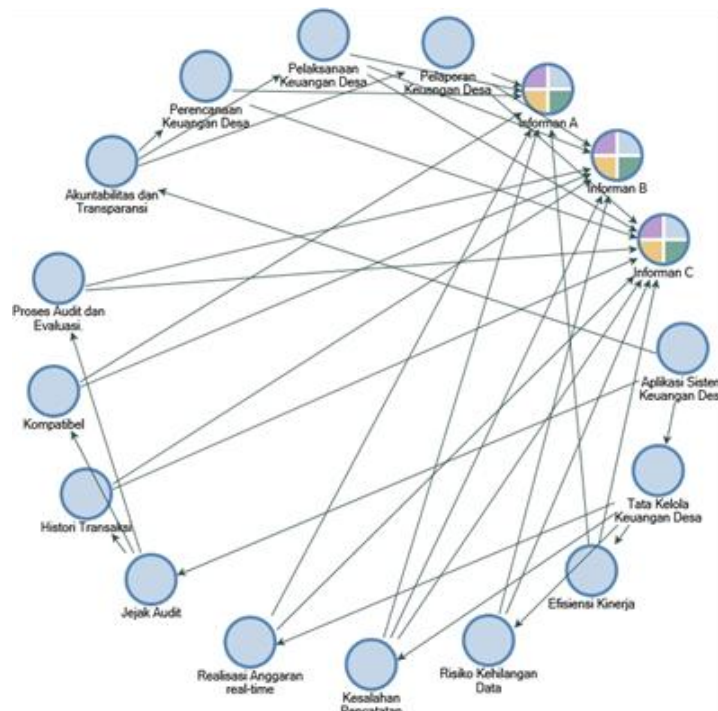 Pelaksanaan
Keuangan Desa
Pelaporan
Keuangan Desa
Perencanaan
Keuangan Desa
Informan A
Akuntabilitas dan
Transparansi
Informan B
Informan C
Proses Audit dan
Evaluasi.
Aplikasi Sistem
Keuangan Desa
Kompatibel
Histori Transaksi
Tata Kelola
Keuangan Desa
Jejak Audit
Efisiensi Kinerja
Realisasi Anggaran
real-time
Risiko Kehilangan
Data
Kesalahan
Pencatatan